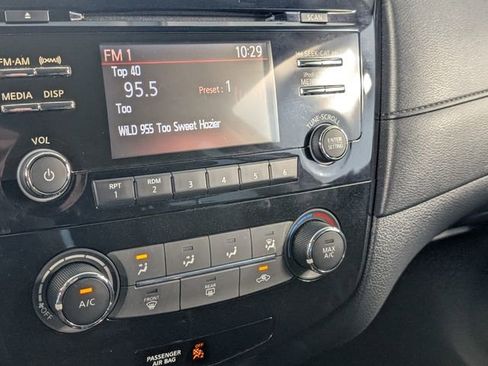 SCAN
FM 1
10:29
FM•AM
SEEK•CAT
Top 40
95.5
Preset : 1
MEDIA
DISP
iPod
Too
WiLD 955 Too Sweet Hozier
TUNE•SCROLL
VOL
ENTER
SETTING
RPT
1
RDM
2
3
4
5
6
MAX
A/C
A/C
OFF
FRONT
REAR
PASSENGER
AIR BAG
OFF